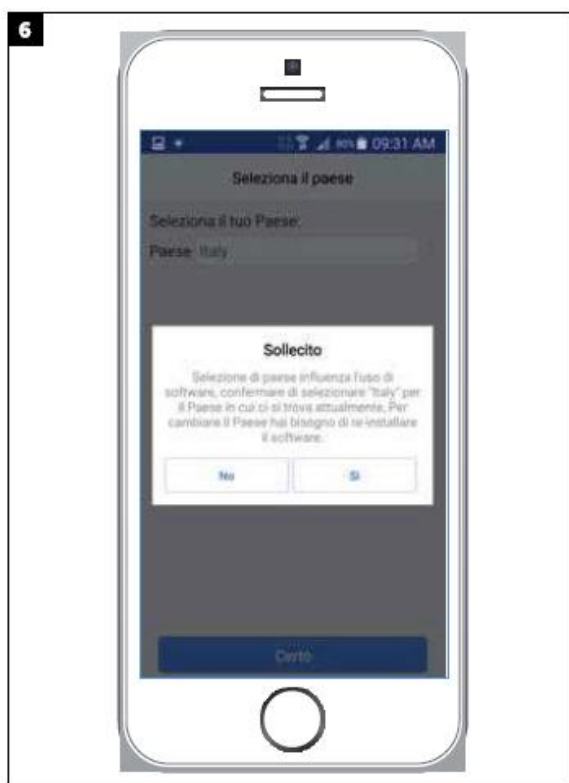 6
80% 09:31 AM
Seleziona il paese
Seleziona il tuo Paese:
Paese Italy
Sollecito
Selezione di paese influenza l'uso di
software, confermare di selezionare "Italy" per
il Paese in cui ci si trova attualmente, Per
cambiare il Paese hai bisogno di re-installare
il software.
No
Si
Certo